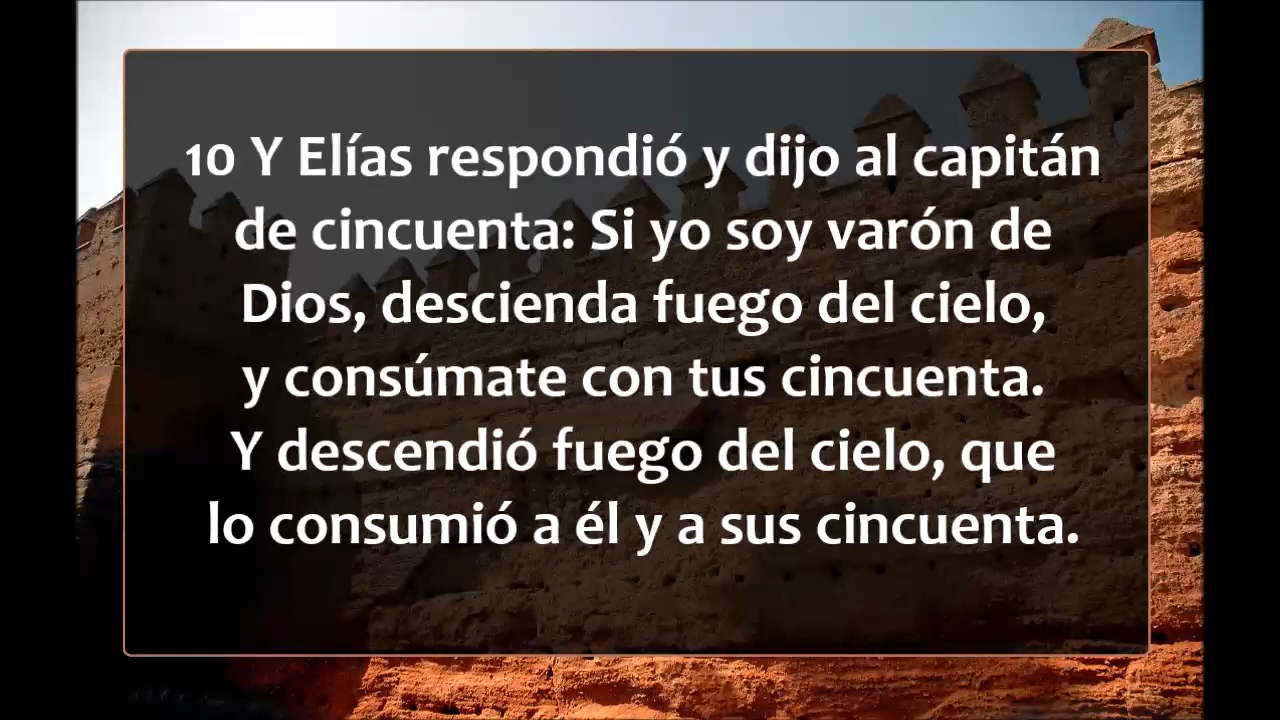 10 Y Elías respondió y dijo al capitán
de cincuenta: Si yo soy varón de
Dios, descienda fuego del cielo,
y consúmate con tus cincuenta.
Y descendió fuego del cielo, que
lo consumió a él y a sus cincuenta.